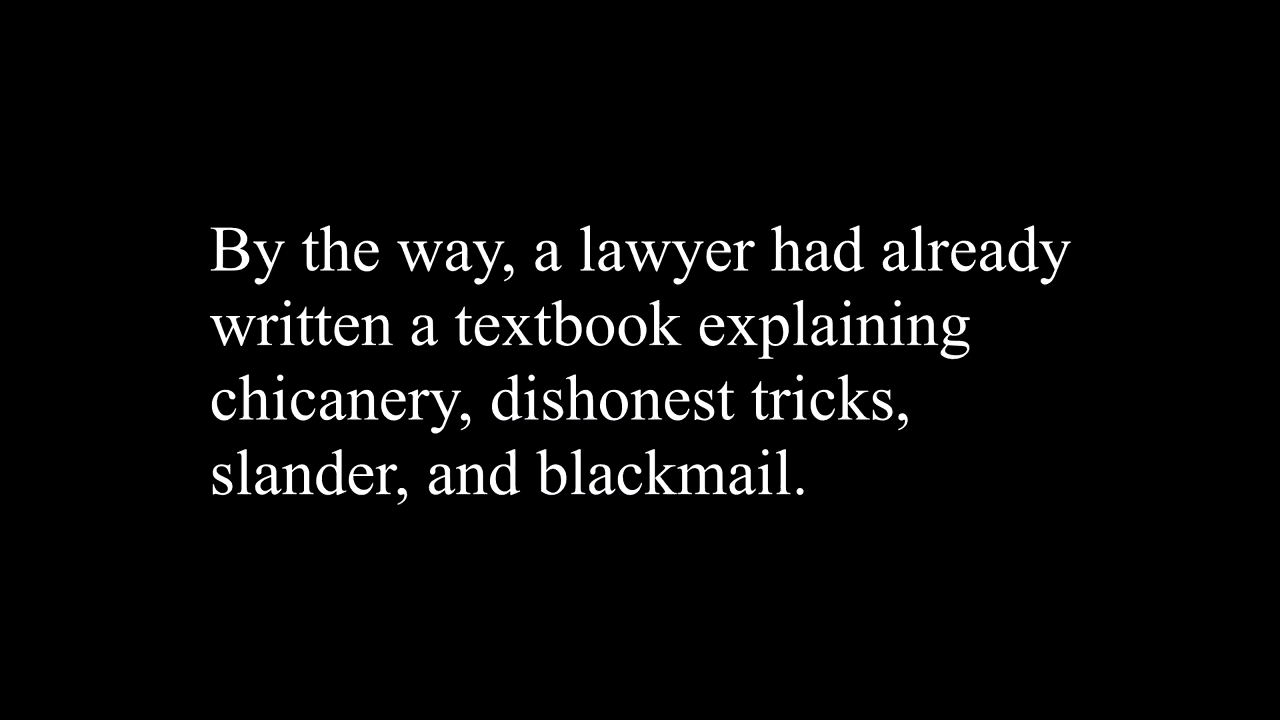 By the way, a lawyer had already
written a textbook explaining
chicanery, dishonest tricks,
slander, and blackmail.